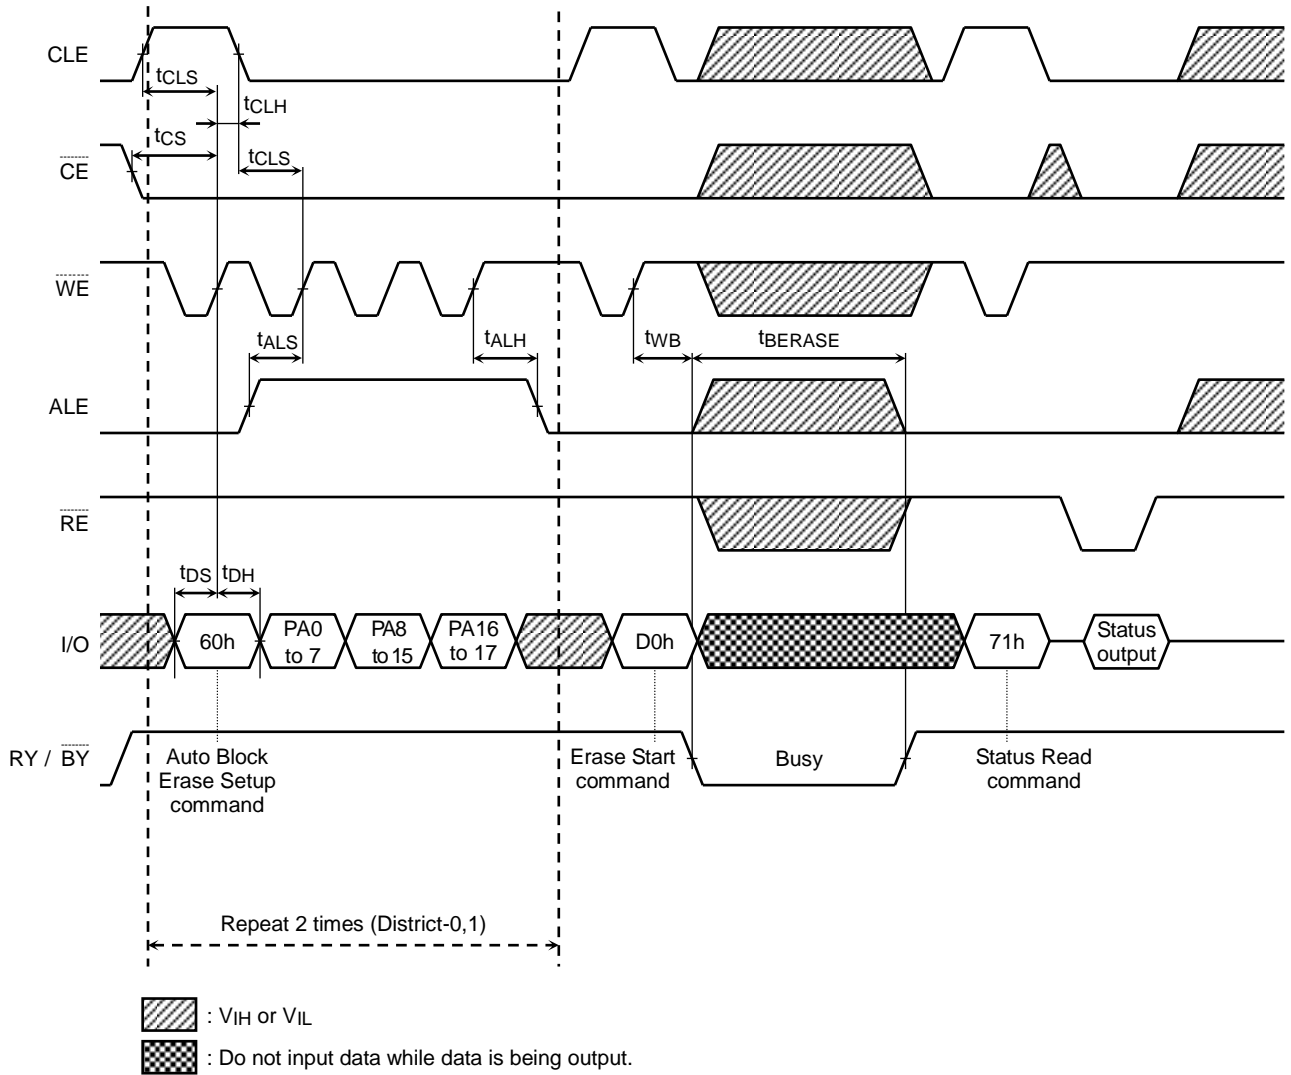 CLE
tCLS
tCLH
tCS
tCLS
CE
WE
tALS
tALH
tWB
tBERASE
ALE
RE
tDS
tDH
I/O
60h
PA0
to 7
PA8
to 15
PA16
to 17
D0h
71h
Status
output
RY / BY
Auto Block
Erase Setup
command
Erase Start
command
Busy
Status Read
command
Repeat 2 times (District-0,1)
: VIH or VIL
: Do not input data while data is being output.